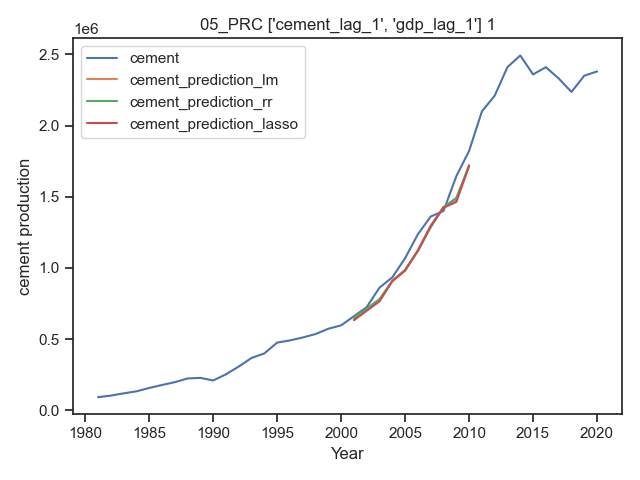 05_PRC ['cement_lag_1', 'gdp_lag_1'] 1
1e6
cement
cement_prediction_lm
cement_prediction_rr
cement_prediction_lasso
cement production
2.5
2.0
1.5
1.0
0.5
0.0
1980 1985 1990 1995 2000 2005 2010 2015 2020
Year